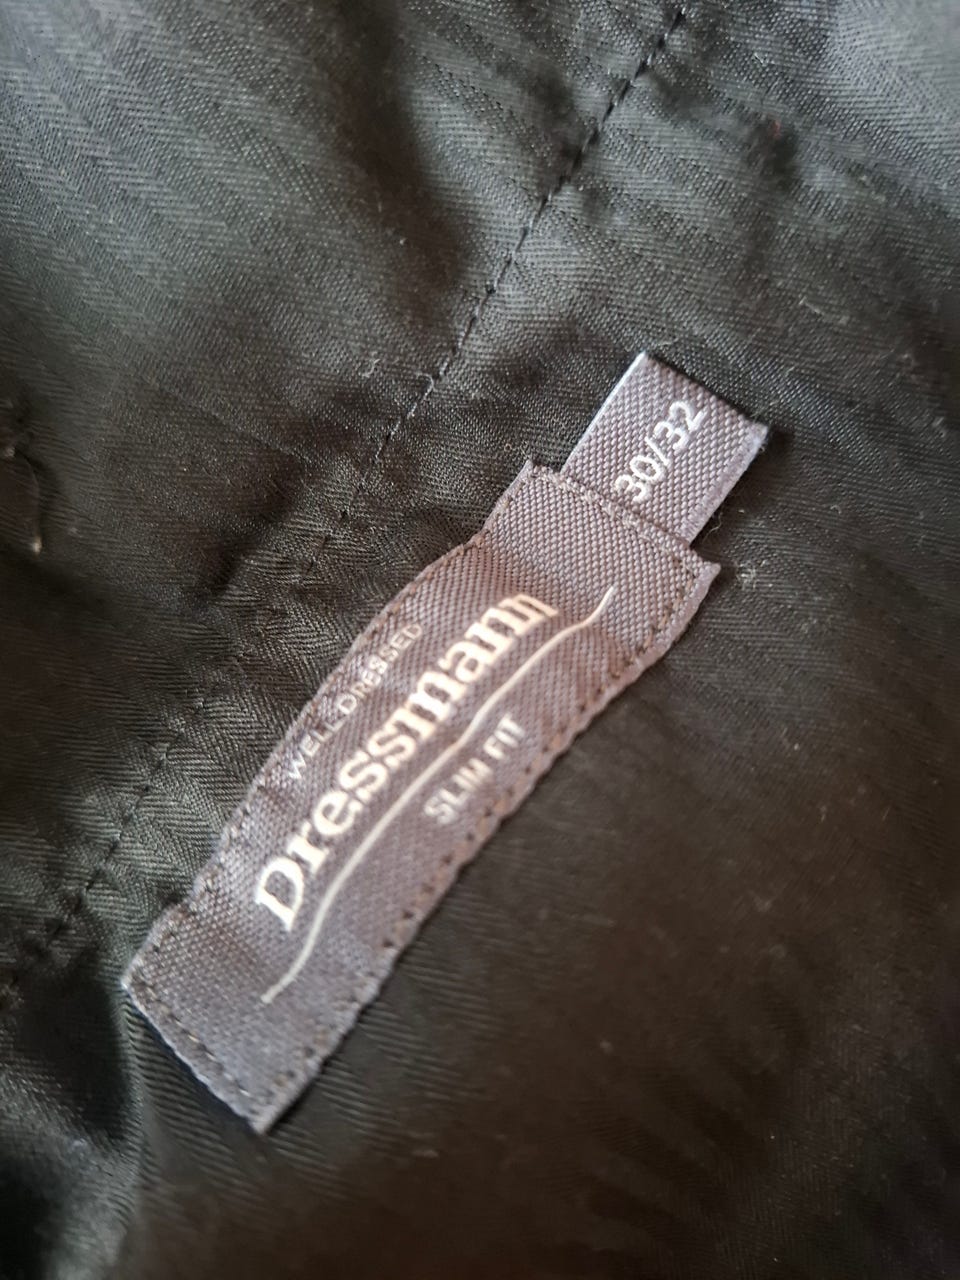 WELL-DRESSED
Dressmann
SLIM FIT
30/32